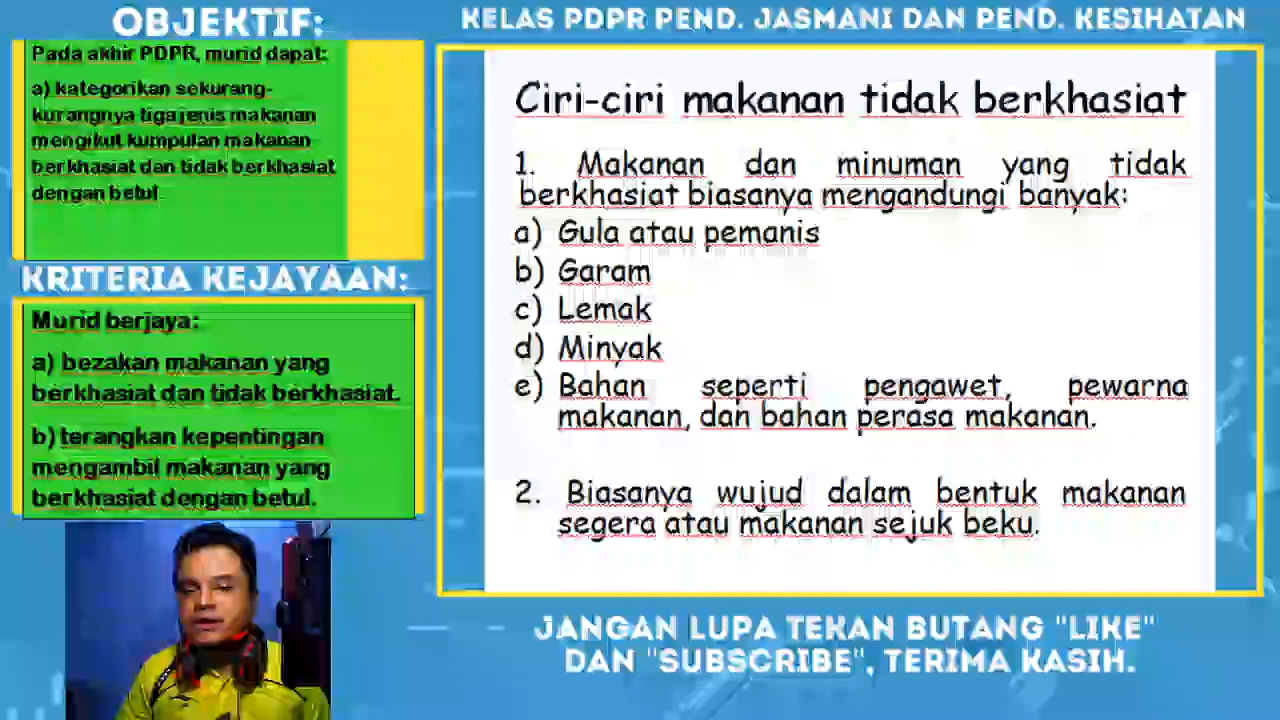 OBJEKTIF:
Pada akhir PDPR, murid dapat:
a) kategorikan sekurang-
kurangnya tiga jenis makanan
mengikut kumpulan makanan
berkhasiat dan tidak berkhasiat
dengan betul
KRITERIA KEJAYAAN:
Murid berjaya:
a) bezakan makanan yang
berkhasiat dan tidak berkhasiat.
b) terangkan kepentingan
mengambil makanan yang
berkhasiat dengan betul.
KELAS PDPR PEND. JASMANI DAN PEND. KESIHATAN
Ciri-ciri makanan tidak berkhasiat
1. Makanan dan minuman yang tidak
berkhasiat biasanya mengandungi banyak:
a) Gula atau pemanis
b) Garam
c) Lemak
d) Minyak
e) Bahan seperti pengawet, pewarna
makanan, dan bahan perasa makanan.
2. Biasanya wujud dalam bentuk makanan
segera atau makanan sejuk beku.
JANGAN LUPA TEKAN BUTANG "LIKE"
DAN "SUBSCRIBE", TERIMA KASIH.